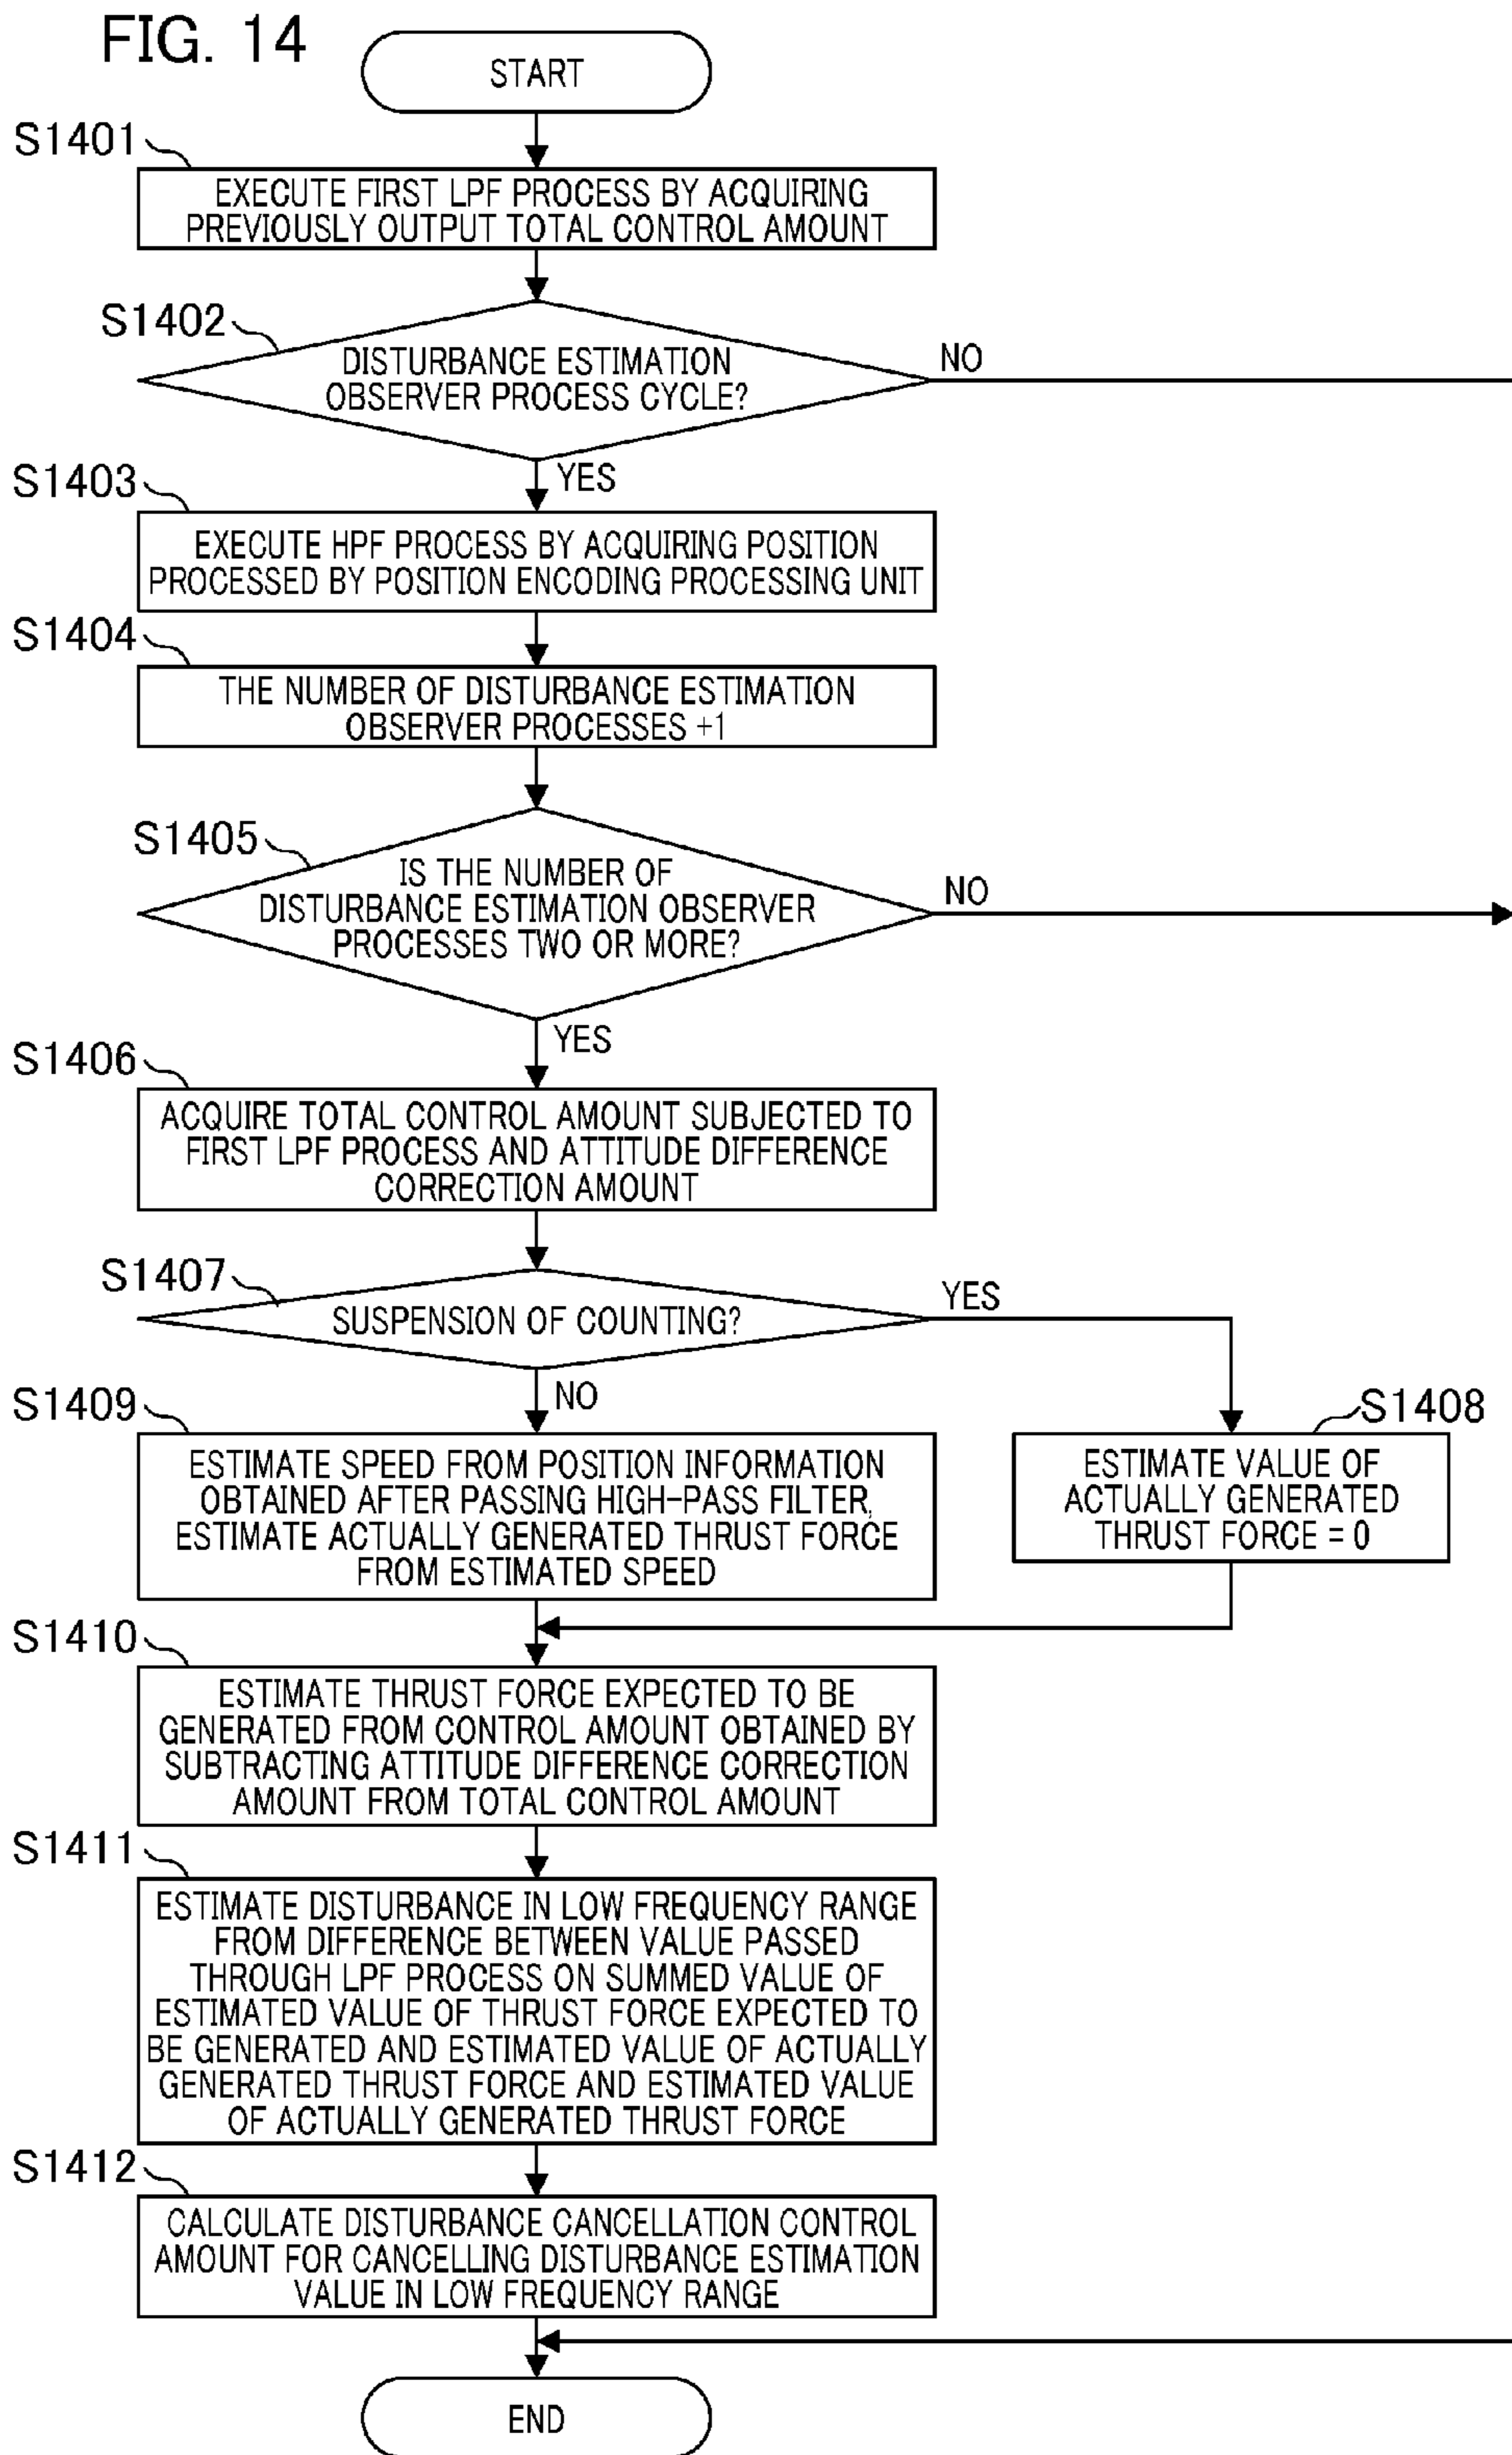 FIG. 14
START
S1401
EXECUTE FIRST LPF PROCESS BY ACQUIRING
PREVIOUSLY OUTPUT TOTAL CONTROL AMOUNT
S1402
DISTURBANCE ESTIMATION
OBSERVER PROCESS CYCLE?
NO
YES
S1403
EXECUTE HPF PROCESS BY ACQUIRING POSITION
PROCESSED BY POSITION ENCODING PROCESSING UNIT
S1404
THE NUMBER OF DISTURBANCE ESTIMATION
OBSERVER PROCESSES +1
S1405
IS THE NUMBER OF
DISTURBANCE ESTIMATION OBSERVER
PROCESSES TWO OR MORE?
NO
YES
S1406
ACQUIRE TOTAL CONTROL AMOUNT SUBJECTED TO
FIRST LPF PROCESS AND ATTITUDE DIFFERENCE
CORRECTION AMOUNT
S1407
SUSPENSION OF COUNTING?
YES
NO
S1408
ESTIMATE VALUE OF
ACTUALLY GENERATED
THRUST FORCE = 0
S1409
ESTIMATE SPEED FROM POSITION INFORMATION
OBTAINED AFTER PASSING HIGH-PASS FILTER,
ESTIMATE ACTUALLY GENERATED THRUST FORCE
FROM ESTIMATED SPEED
S1410
ESTIMATE THRUST FORCE EXPECTED TO BE
GENERATED FROM CONTROL AMOUNT OBTAINED BY
SUBTRACTING ATTITUDE DIFFERENCE CORRECTION
AMOUNT FROM TOTAL CONTROL AMOUNT
S1411
ESTIMATE DISTURBANCE IN LOW FREQUENCY RANGE
FROM DIFFERENCE BETWEEN VALUE PASSED
THROUGH LPF PROCESS ON SUMMED VALUE OF
ESTIMATED VALUE OF THRUST FORCE EXPECTED TO
BE GENERATED AND ESTIMATED VALUE OF ACTUALLY
GENERATED THRUST FORCE AND ESTIMATED VALUE
OF ACTUALLY GENERATED THRUST FORCE
S1412
CALCULATE DISTURBANCE CANCELLATION CONTROL
AMOUNT FOR CANCELLING DISTURBANCE ESTIMATION
VALUE IN LOW FREQUENCY RANGE
END